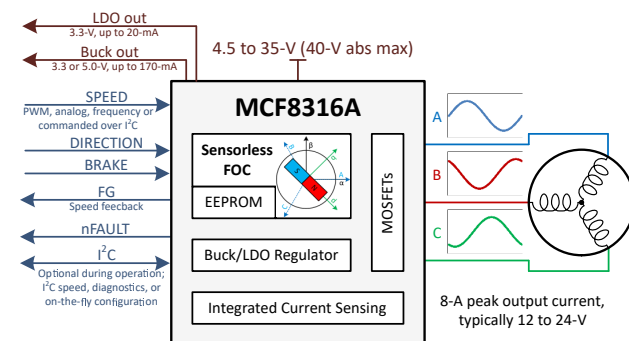 LDO out
3.3-V, up to 20-mA
Buck out
3.3 or 5.0-V, up to 170-mA
4.5 to 35-V (40-V abs max)
SPEED
PWM, analog, frequency or
commanded over I²C
DIRECTION
BRAKE
FG
Speed feecback
nFAULT
I²C
Optional during operation;
I²C speed, diagnostics, or
on-the-fly configuration
MCF8316A
Sensorless
FOC
EEPROM
β
A
α
C
Buck/LDO Regulator
Integrated Current Sensing
MOSFETs
A
B
C
8-A peak output current,
typically 12 to 24-V